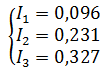 I₁ = 0,096
I₂ = 0,231
I₃ = 0,327